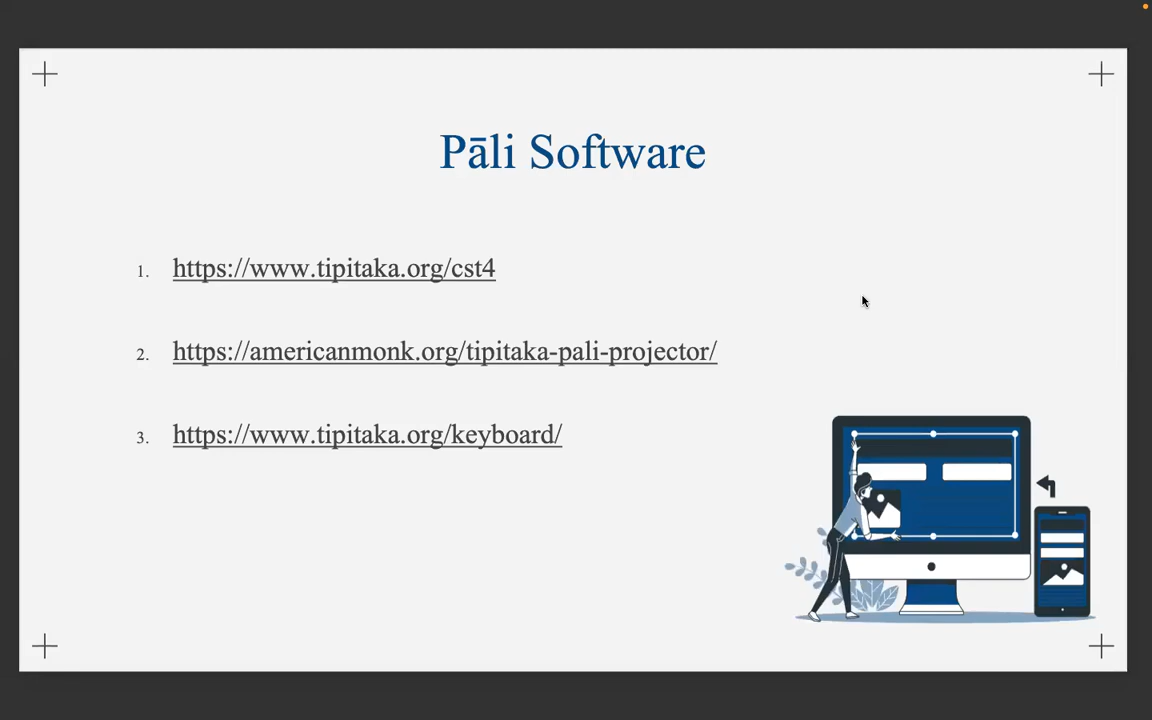 Pāli Software
1. https://www.tipitaka.org/cst4
2. https://americanmonk.org/tipitaka-pali-projector/
3. https://www.tipitaka.org/keyboard/